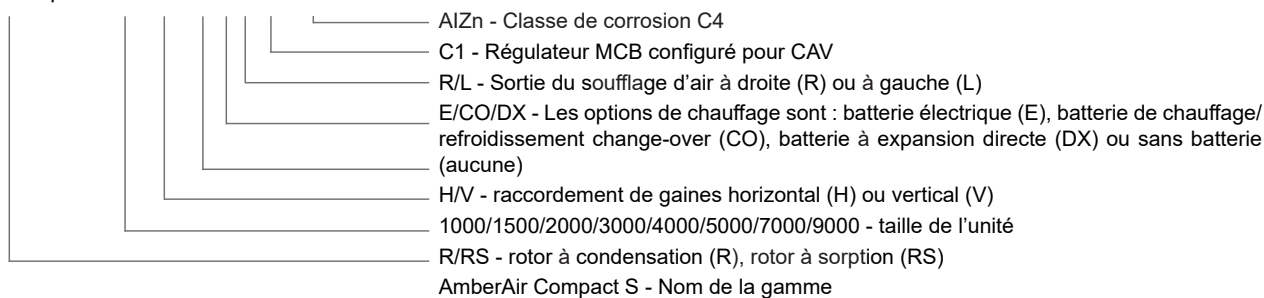 AlZn - Classe de corrosion C4
C1 - Régulateur MCB configuré pour CAV
R/L - Sortie du soufflage d’air à droite (R) ou à gauche (L)
E/CO/DX - Les options de chauffage sont : batterie électrique (E), batterie de chauffage/
refroidissement change-over (CO), batterie à expansion directe (DX) ou sans batterie
(aucune)
H/V - raccordement de gaines horizontal (H) ou vertical (V)
1000/1500/2000/3000/4000/5000/7000/9000 - taille de l’unité
R/RS - rotor à condensation (R), rotor à sorption (RS)
AmberAir Compact S - Nom de la gamme